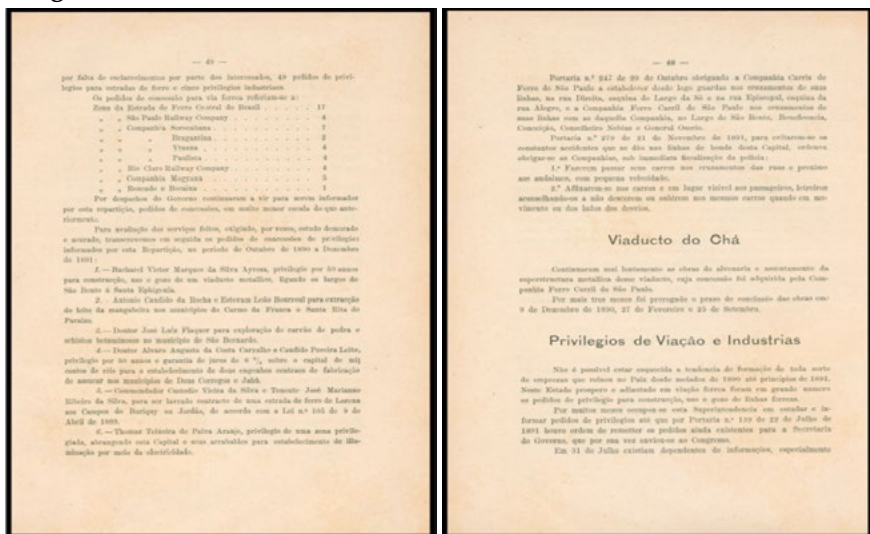 — 49 —
por falta de esclarecimentos por parte dos interessados, 49 pedidos de privi-
legios para estradas de ferro e cinco privilegios industriaes.
Os pedidos de concessão para via ferrea referiam-se a:
Zona da Estrada de Ferro Central do Brazil . . . . . . 17
„ „ São Paulo Railway Company . . . . . . 4
„ „ Companhia Sorocabana . . . . . . 7
„ „ „ Bragantina . . . . . . 2
„ „ „ Ytuana . . . . . . 4
„ „ „ Paulista . . . . . . 4
„ „ Rio Claro Railway Company . . . . . . 4
„ „ Companhia Mogyana . . . . . .
„ „ Resende e Bocaina . . . . . . 1
Por despachos do Governo continuaram a vir para serem informados
por esta repartição, pedidos de concessões, em muito menor escala do que ante-
riormente.
Para avaliação dos serviços feitos, exigindo, por vezes, estudo demorado
e acurado, transcrevemos em seguida os pedidos de concessões de privilegios
informados por esta Repartição, no periodo de Outubro de 1890 a Dezembro
de 1891:
1. — Bacharel Victor Marques da Silva Ayrosa, privilegio por 50 annos
para construcção, uso e gozo de um viaducto metallico, ligando os largos de
São Bento á Santa Ephigenia.
2. - Antonio Candido da Rocha e Estevam Leão Bourroul para extracção
do leite da mangabeira nos municipios do Carmo da Franca e Santa Rita do
Paraizo.
3. — Doutor José Luiz Flaquer para exploração de carvão de pedra e
schistos betuminosos no municipio de São Bernardo.
4. — Doutor Alvaro Augusto da Costa Carvalho e Candido Pereira Leite,
privilegio por 50 annos e garantia de juros de 6 °/₀ sobre o capital de mil
contos de réis para o estabelecimento de dous engenhos centraes de fabricação
de assucar nos municipios de Dous Corregos e Jahú.
5. — Commendador Custodio Vieira da Silva e Tenente José Marianno
Ribeiro da Silva, para ser lavrado contracto de uma estrada de ferro de Lorena
aos Campos do Jordão, de accordo com a Lei n.º de 9 de
Abril de 1889.
6. — Thomaz Teixeira de Paiva Araujo, privilegio de uma zona privile-
giada, abrangendo esta Capital e seus arrabaldes para estabelecimento de illu-
minação por meio da electricidade.
— 48 —
Portaria n.º 247 de 29 de Outubro obrigando a Companhia Carris de
Ferro de São Paulo a estabelecer desde logo guardas nos cruzamentos de suas
linhas, na rua Direita, esquina do Largo da Sé e na rua Episcopal, esquina da
rua Alegre, e a Companhia Ferro Carril de São Paulo nos cruzamentos de
suas linhas com as daquella Companhia, no Largo de São Bento, Beneficencia,
Conceição, Conselheiro Nebias e General Osorio.
Portaria n.º 279 de 21 de Novembro de 1891, para evitarem-se os
constantes accidentes que se dão nas linhas de bonds desta Capital, ordenou
obrigar-se as Companhias, sob immediata fiscalização da policia:
1.º Fazerem passar seus carros nos cruzamentos das ruas e proximo
aos andaimes, com pequena velocidade.
2.º Affixarem-se nos carros e em lugar visivel aos passageiros, letreiros
aconselhando-os a não descerem ou subirem nos mesmos carros quando em mo-
vimento ou dos lados dos desvios.
Viaducto do Chá
Continuaram mui lentamente as obras de alvenaria e assentamento da
superstructura metallica desse viaducto, cuja concessão foi adquirida pela Com-
panhia Ferro Carril de São Paulo.
Por mais tres vezes foi prorogado o prazo de conclusão das obras em:
9 de Dezembro de 1890, 27 de Fevereiro e 25 de Setembro.
Privilegios de Viação e Industrias
Não é possivel estar esquecida a tendencia de formação de toda sorte
de emprezas que reinou no Paiz desde meiados de 1890 até principios de 1891.
Neste Estado prospero e adiantado em viação ferrea foram em grande numero
os pedidos de privilegio para construcção, uso e gozo de linhas ferreas.
Por muitos mezes occupou-se esta Superintendencia em estudar e in-
formar pedidos de privilegios até que por Portaria n.º 139 de 22 de Julho de
1891 houve ordem de remetter os pedidos ainda existentes para a Secretaria
do Governo, que por sua vez enviou-os ao Congresso.
Em 31 de Julho existiam dependentes de informações, especialmente